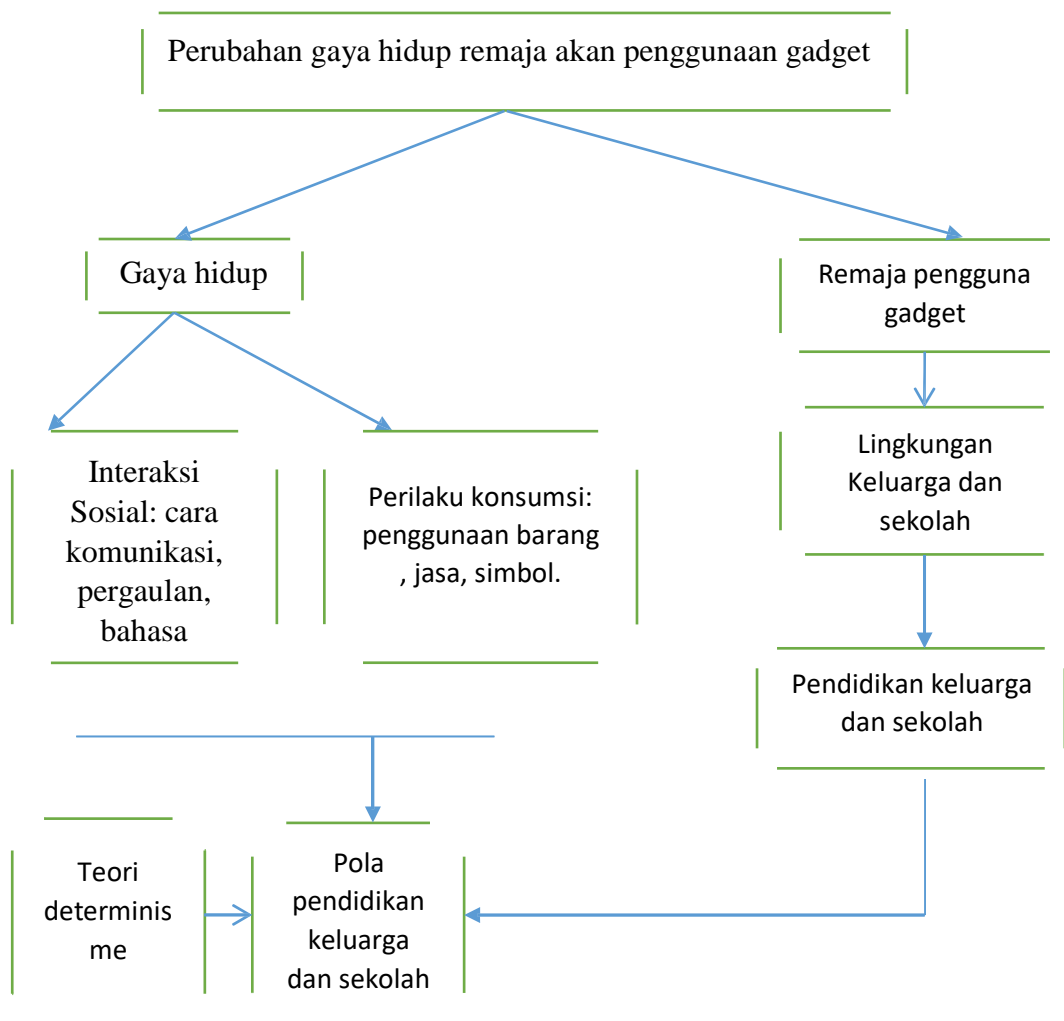 Perubahan gaya hidup remaja akan penggunaan gadget
Gaya hidup
Remaja pengguna
gadget
Interaksi
Sosial: cara
komunikasi,
pergaulan,
bahasa
Perilaku konsumsi:
penggunaan barang
, jasa, simbol.
Lingkungan
Keluarga dan
sekolah
Pendidikan keluarga
dan sekolah
Teori
determinis
me
Pola
pendidikan
keluarga
dan sekolah